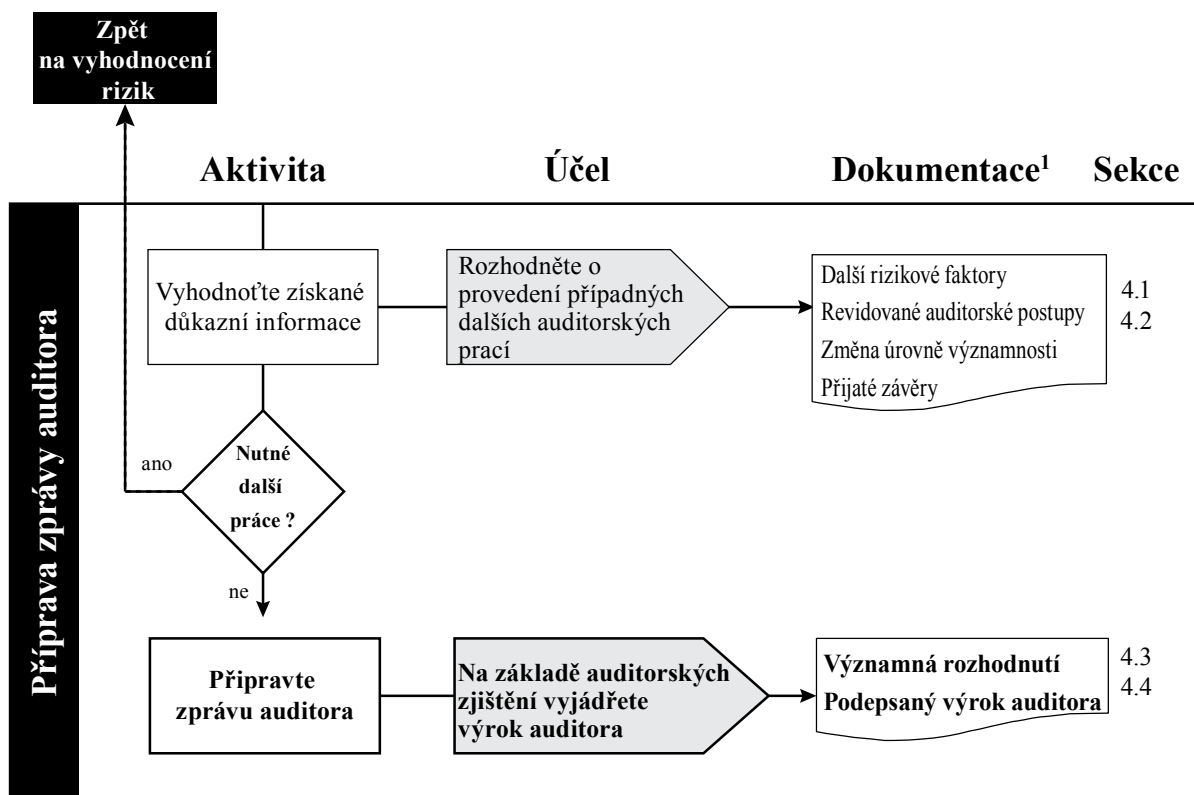 Zpět
na vyhodnocení
rizik
Aktivita
Účel
Dokumentace¹
Sekce
Příprava zprávy auditora
Vyhodnoťte získané
důkazní informace
Rozhodněte o
provedení případných
dalších auditorských
prací
Další rizikové faktory
Revidované auditorské postupy
Změna úrovně významnosti
Přijaté závěry
4.1
4.2
ano
Nutné
další
práce ?
ne
Připravte
zprávu auditora
Na základě auditorských
zjištění vyjádřete
výrok auditora
Významná rozhodnutí
Podepsaný výrok auditora
4.3
4.4